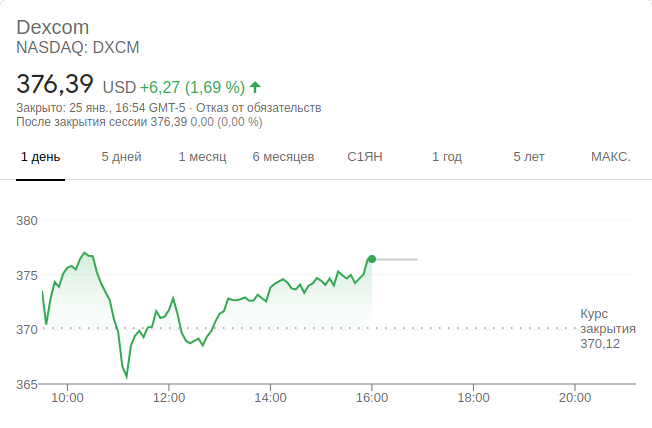 Dexcom
NASDAQ: DXCM
376,39 USD +6,27 (1,69 %)
Закрыто: 25 янв., 16:54 GMT-5 · Отказ от обязательств
После закрытия сессии 376,39 0,00 (0,00 %)
1 день 5 дней 1 месяц 6 месяцев С1ЯН 1 год 5 лет МАКС.
380
375
370
365
Курс
закрытия
370,12
10:00 12:00 14:00 16:00 18:00 20:00